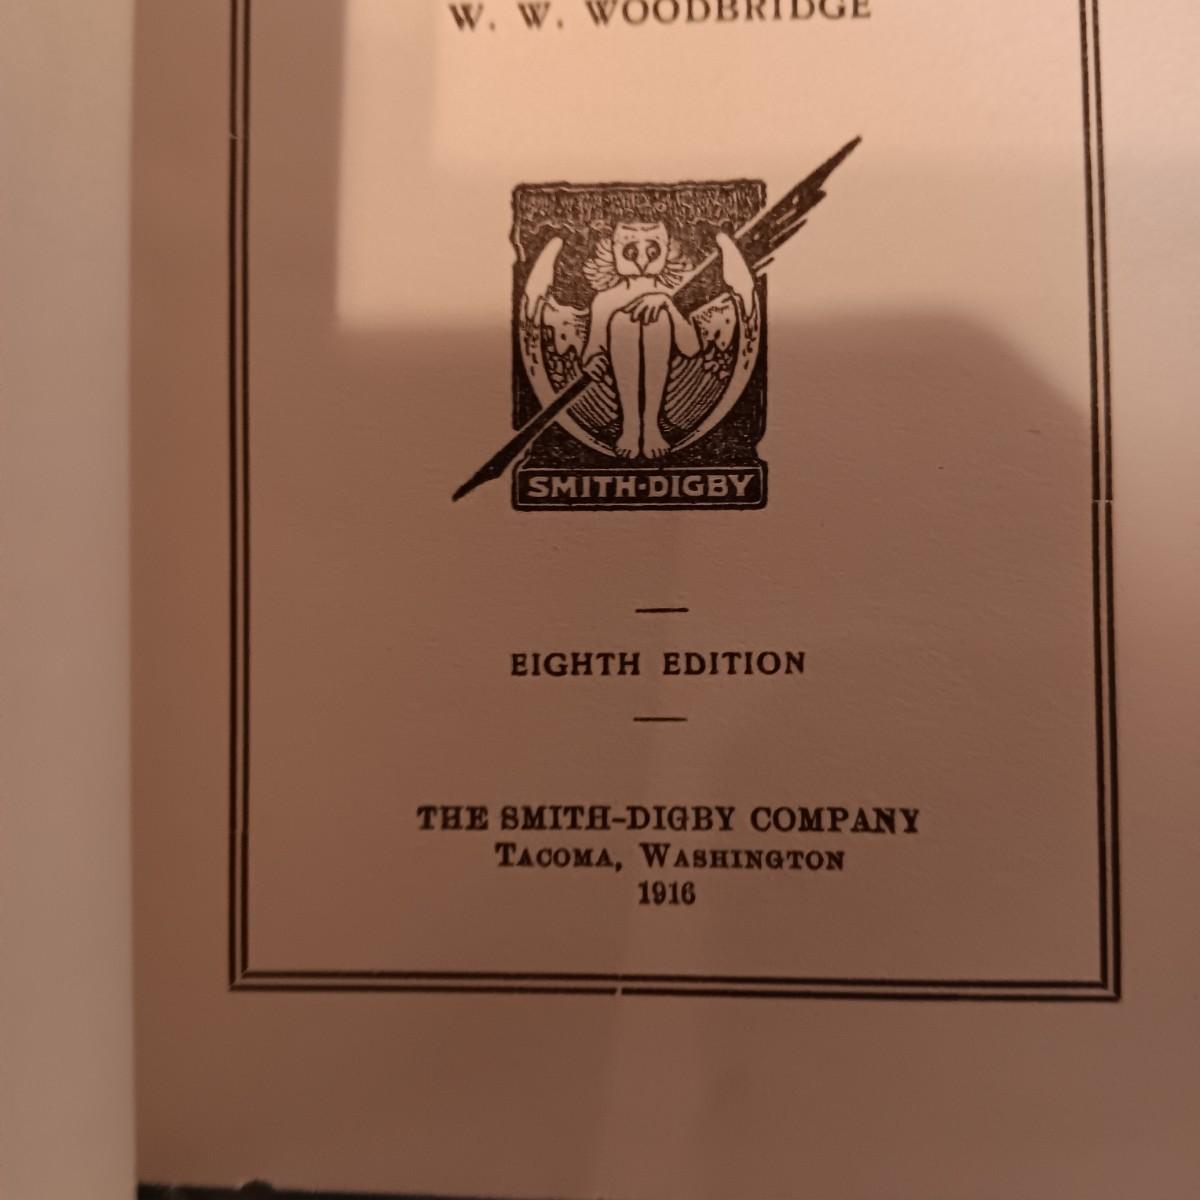 W. W. WOODBRIDGE
SMITH-DIGBY
EIGHTH EDITION
THE SMITH-DIGBY COMPANY
TACOMA, WASHINGTON
1916